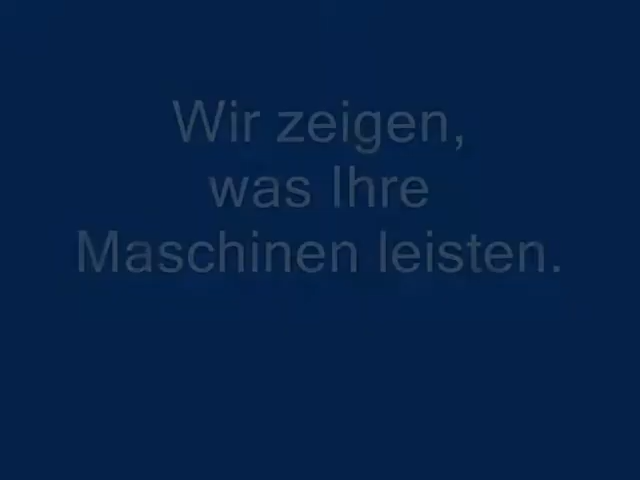 Wir zeigen,
was Ihre
Maschinen leisten.